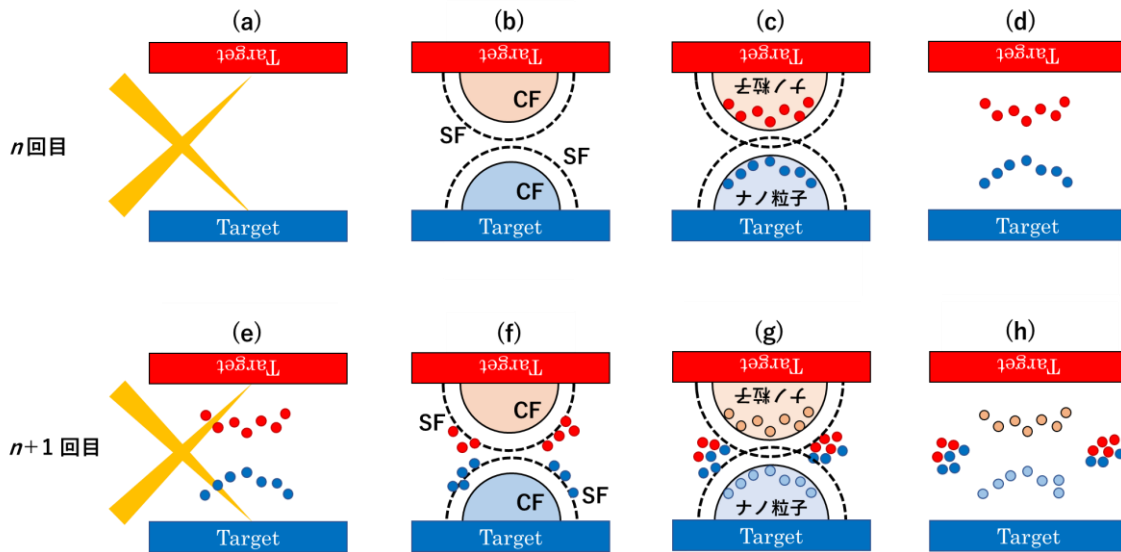 (a) (b) (c) (d)
Target Target Target Target
n回目
CF ナノ粒子
SF
SF
CF ナノ粒子
Target Target Target Target
(e) (f) (g) (h)
Target Target Target Target
n+1 回目
CF ナノ粒子
SF
SF
CF ナノ粒子
Target Target Target Target